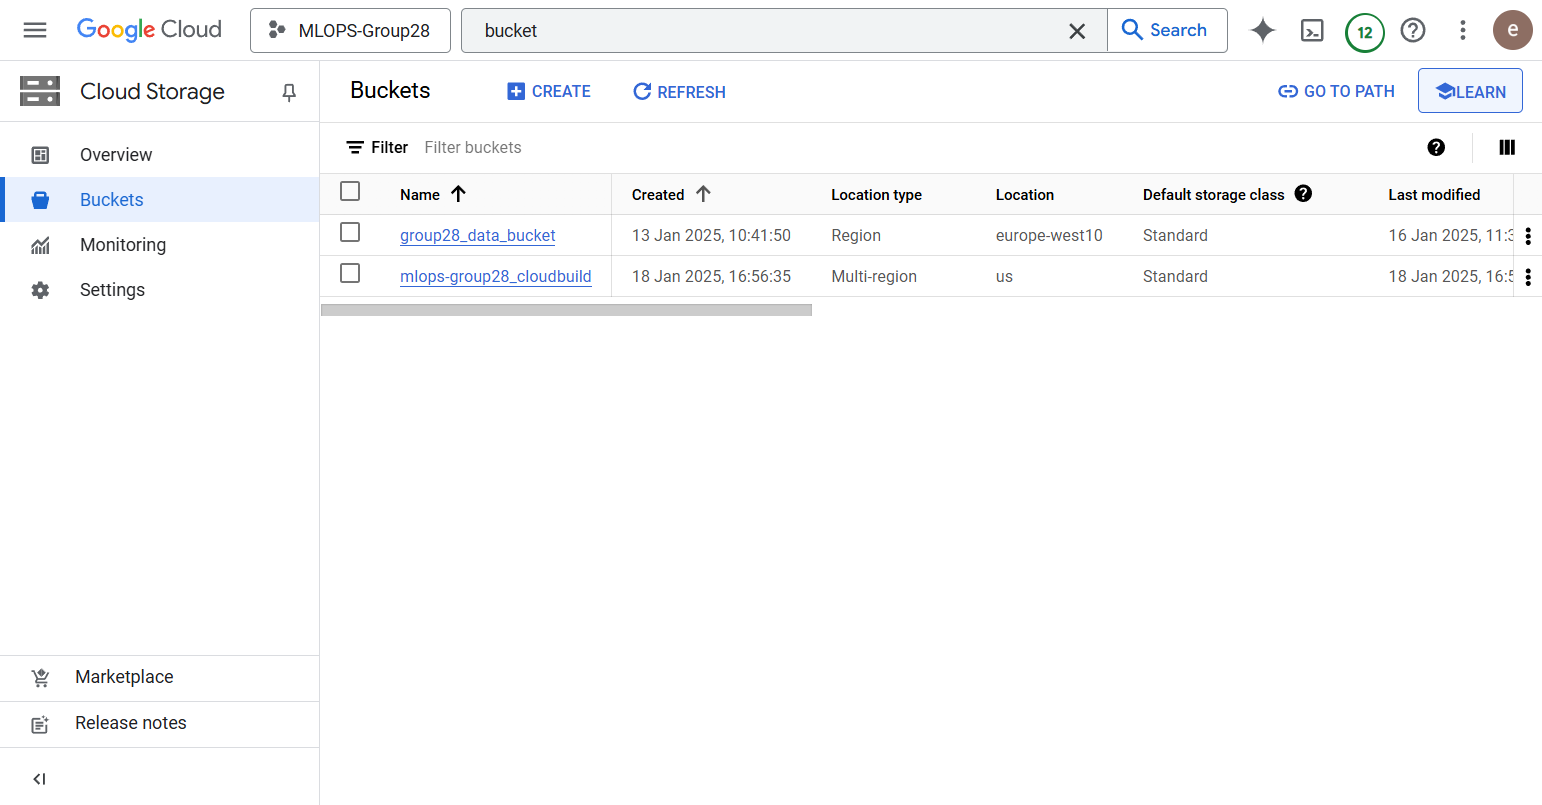 Google Cloud
MLOPS-Group28
bucket
Search
12
e
Cloud Storage
Buckets
CREATE
REFRESH
GO TO PATH
LEARN
Overview
Buckets
Monitoring
Settings
Filter
Filter buckets
Name Created Location type Location Default storage class Last modified
group28_data_bucket 13 Jan 2025, 10:41:50 Region europe-west10 Standard 16 Jan 2025, 11:3
mlops-group28_cloudbuild 18 Jan 2025, 16:56:35 Multi-region us Standard 18 Jan 2025, 16:5
Marketplace
Release notes